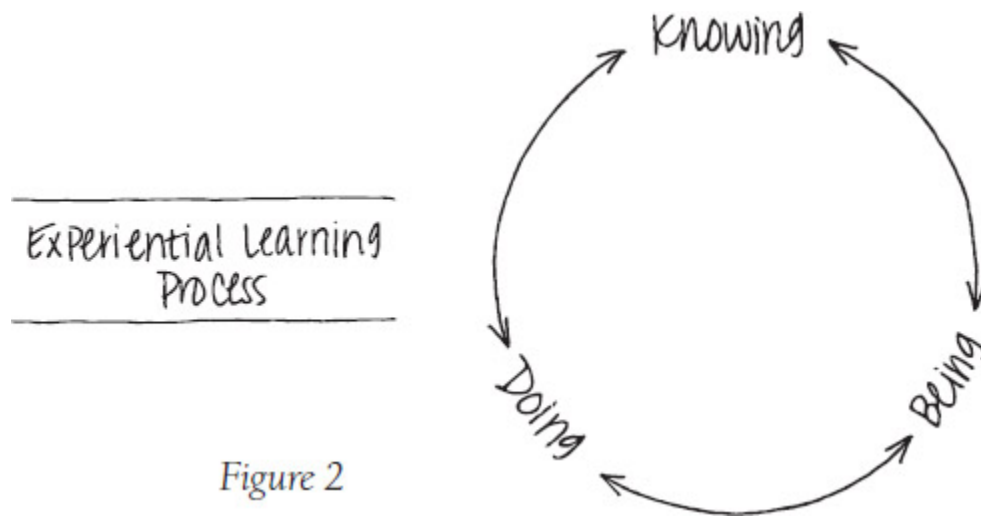 Knowing
Experiential Learning
Process
Doing
Being
Figure 2